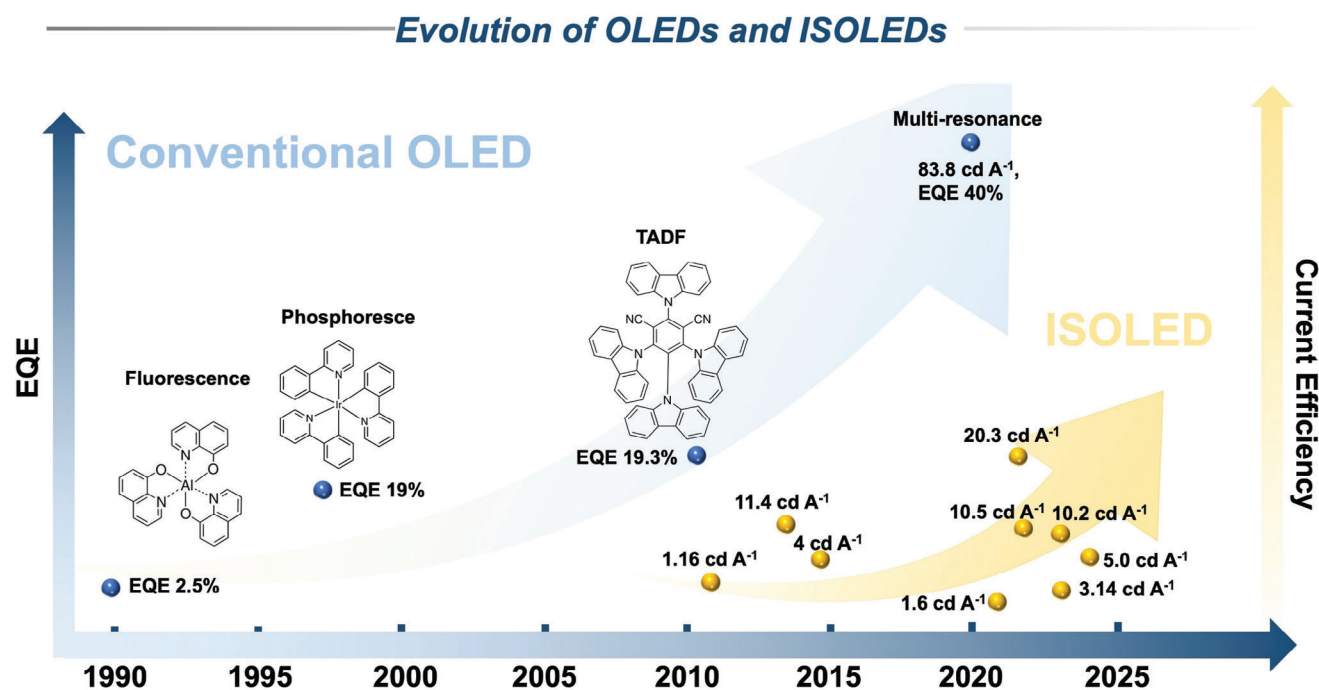 Evolution of OLEDs and ISOLEDs
Conventional OLED
Multi-resonance
83.8 cd A⁻¹,
EQE 40%
TADF
N
NC
CN
N
N
N
EQE 19.3%
Phosphoresce
N
Ir
N
N
EQE 19%
Fluorescence
N
O
O
Al
N
N
O
EQE 2.5%
ISOLED
20.3 cd A⁻¹
11.4 cd A⁻¹
10.5 cd A⁻¹
10.2 cd A⁻¹
4 cd A⁻¹
1.16 cd A⁻¹
5.0 cd A⁻¹
3.14 cd A⁻¹
1.6 cd A⁻¹
EQE
Current Efficiency
1990
1995
2000
2005
2010
2015
2020
2025